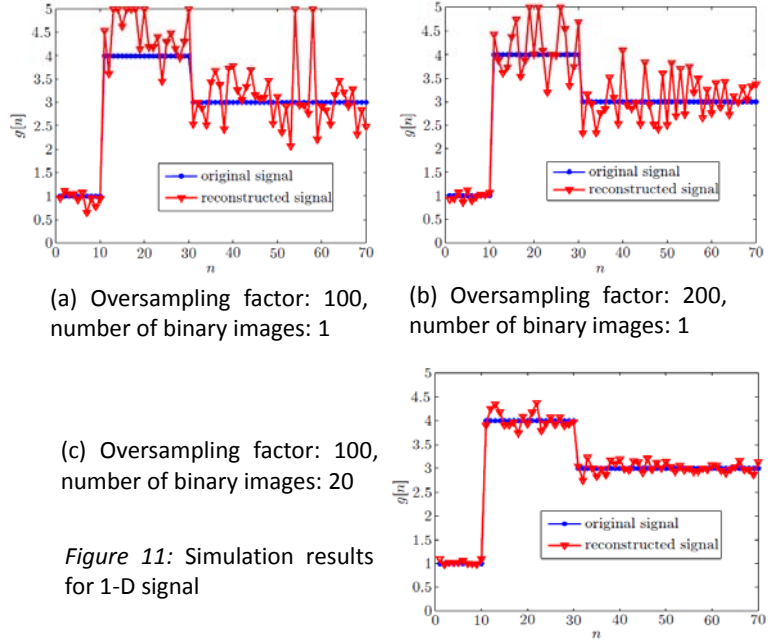 5
4.5
4
3.5
3
2.5
2
1.5
1
0.5
0
g[n]
original signal
reconstructed signal
0 10 20 30 40 50 60 70
n
(a) Oversampling factor: 100,
number of binary images: 1
5
4.5
4
3.5
3
2.5
2
1.5
1
0.5
0
g[n]
original signal
reconstructed signal
0 10 20 30 40 50 60 70
n
(b) Oversampling factor: 200,
number of binary images: 1
(c) Oversampling factor: 100,
number of binary images: 20
5
4.5
4
3.5
3
2.5
2
1.5
1
0.5
0
g[n]
original signal
reconstructed signal
0 10 20 30 40 50 60 70
n
Figure 11: Simulation results
for 1-D signal